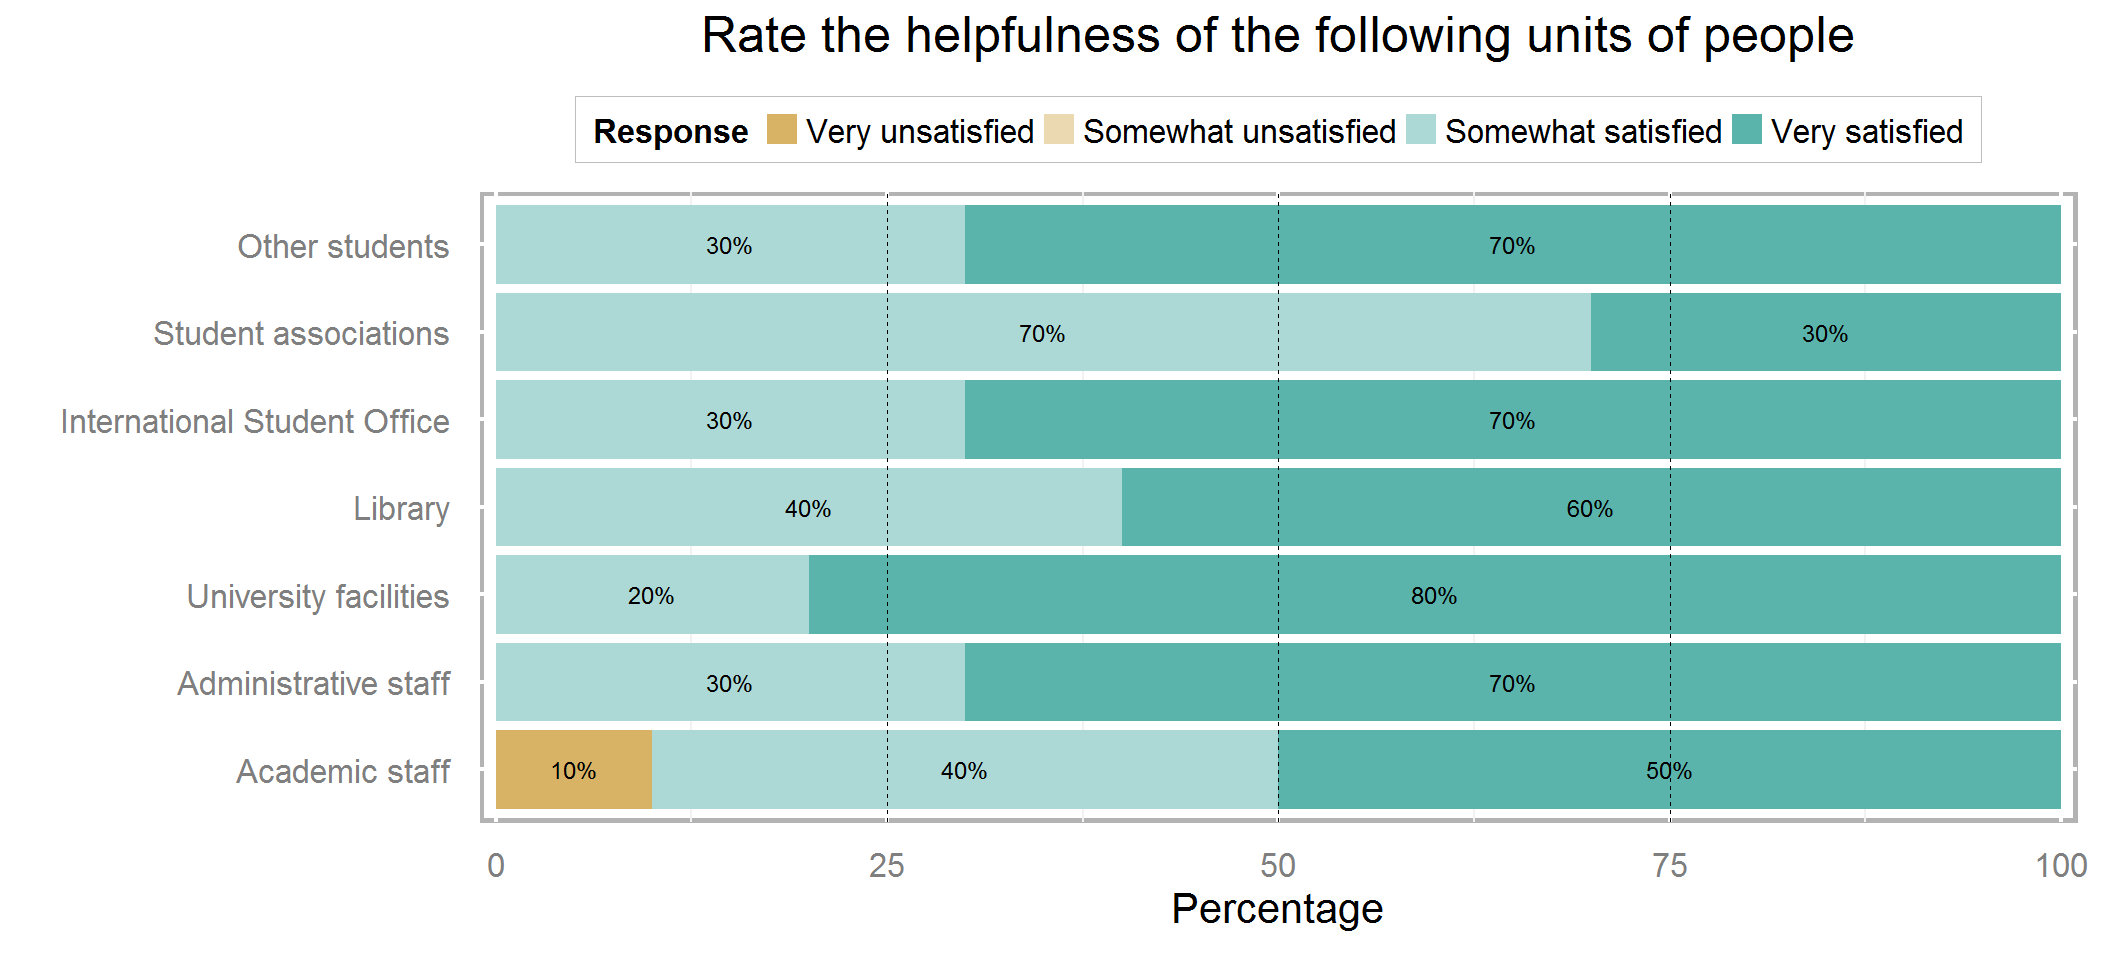 Rate the helpfulness of the following units of people
Response Very unsatisfied Somewhat unsatisfied Somewhat satisfied Very satisfied
Other students 30% 70%
Student associations 70% 30%
International Student Office 30% 70%
Library 40% 60%
University facilities 20% 80%
Administrative staff 30% 70%
Academic staff 10% 40% 50%
0 25 50 75 100
Percentage